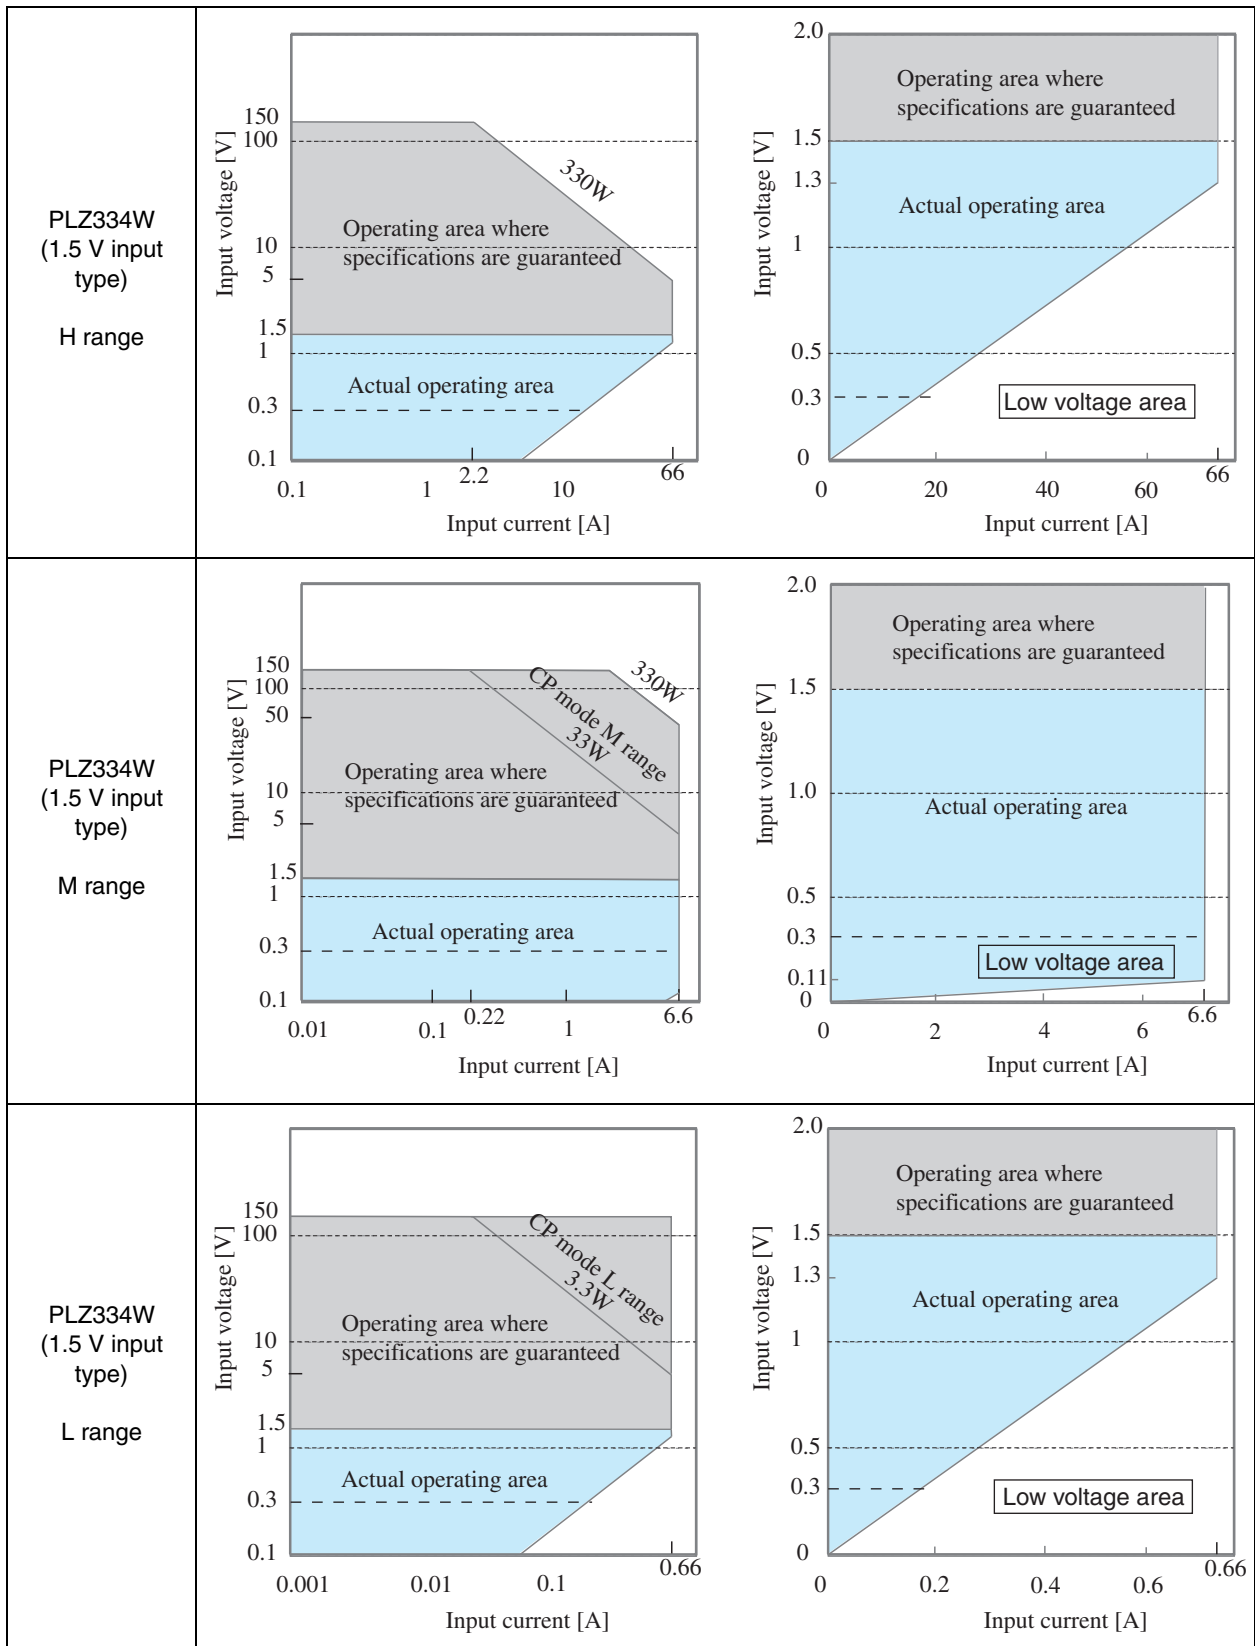 PLZ334W
(1.5 V input
type)
H range
Input voltage [V]
150
100
10
5
1.5
1
0.3
0.1
330W
Operating area where
specifications are guaranteed
Actual operating area
0.1
1
2.2
10
66
Input current [A]
Input voltage [V]
2.0
1.5
1.3
1
0.5
0.3
0
Operating area where
specifications are guaranteed
Actual operating area
Low voltage area
0
20
40
60
66
Input current [A]
PLZ334W
(1.5 V input
type)
M range
Input voltage [V]
150
100
50
10
5
1.5
1
0.3
0.1
330W
CP mode M range
33W
Operating area where
specifications are guaranteed
Actual operating area
0.01
0.1
0.22
1
6.6
Input current [A]
Input voltage [V]
2.0
1.5
1.0
0.5
0.3
0.11
0
Operating area where
specifications are guaranteed
Actual operating area
Low voltage area
0
2
4
6
6.6
Input current [A]
PLZ334W
(1.5 V input
type)
L range
Input voltage [V]
150
100
10
5
1.5
1
0.3
0.1
CP mode L range
3.3W
Operating area where
specifications are guaranteed
Actual operating area
0.001
0.01
0.1
0.66
Input current [A]
Input voltage [V]
2.0
1.5
1.3
1
0.5
0.3
0
Operating area where
specifications are guaranteed
Actual operating area
Low voltage area
0
0.2
0.4
0.6
0.66
Input current [A]